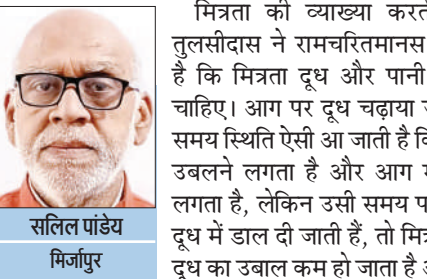 मित्रता की व्याख्या करते
तुलसीदास ने रामचरितमानस
है कि मित्रता दूध और पानी
चाहिए। आग पर दूध चढ़ाया
समय स्थिति ऐसी आ जाती है
उबलने लगता है और आग
लगता है, लेकिन उसी समय
दूध में डाल दी जाती हैं, तो
दूध का उबाल कम हो जाता है
सलिल पांडेय
मिर्जापुर